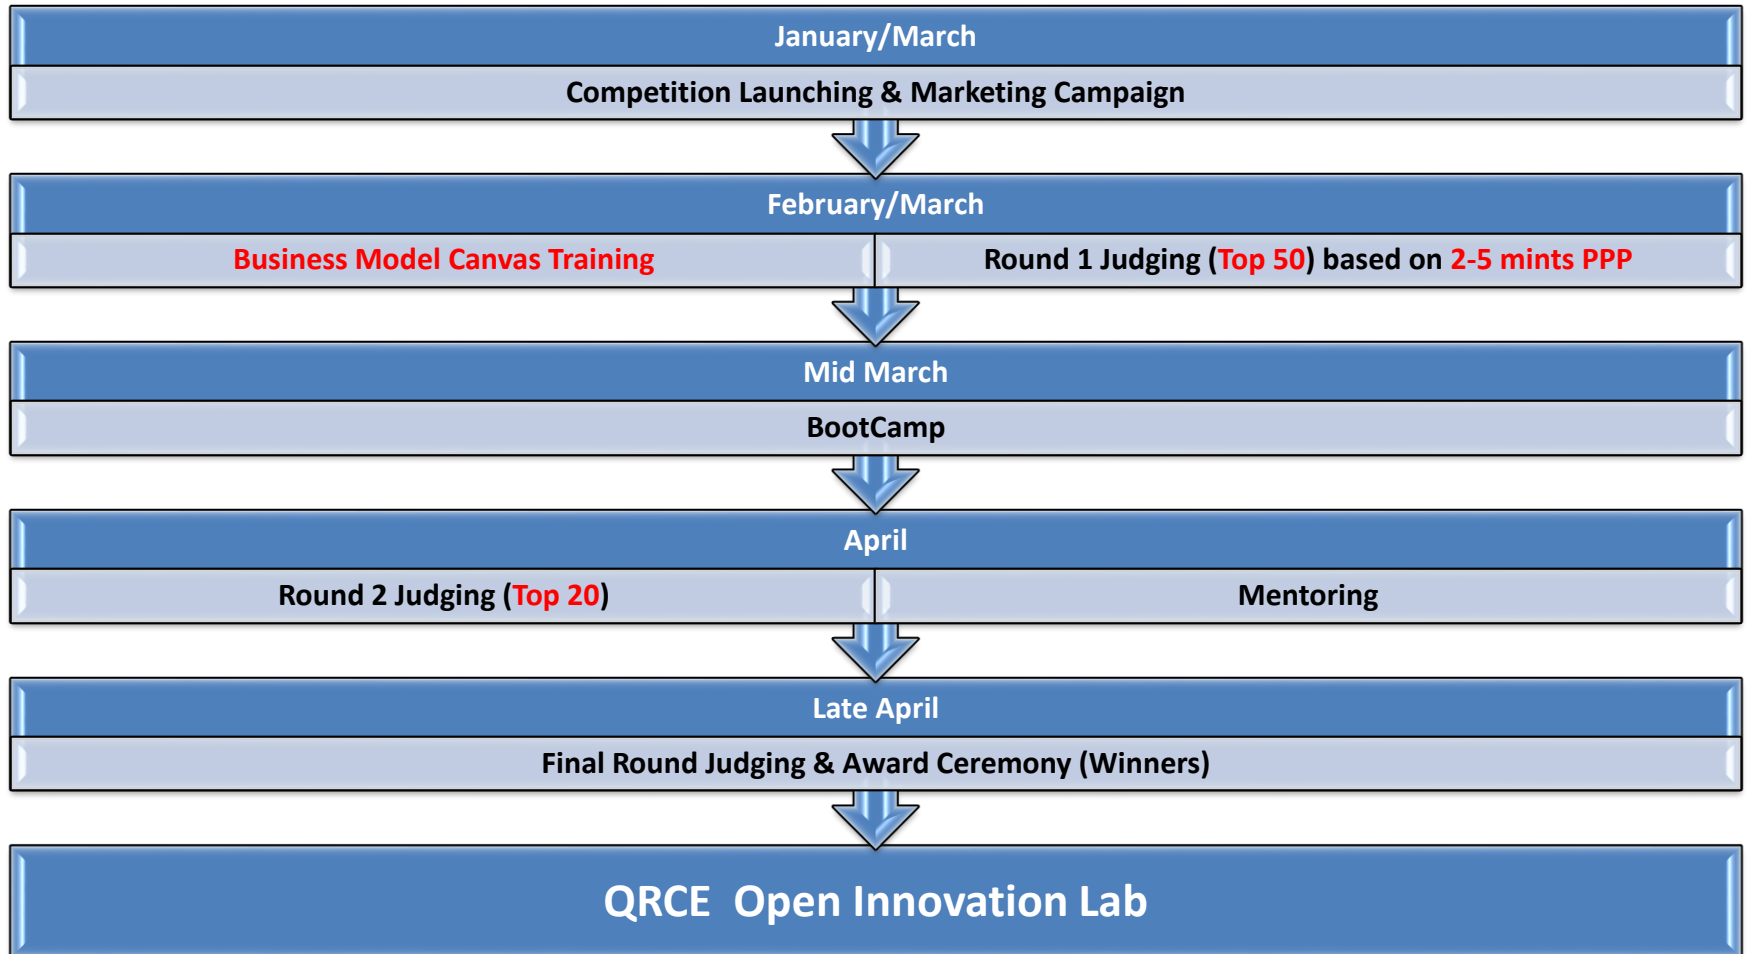 January/March
Competition Launching & Marketing Campaign
February/March
Business Model Canvas Training
Round 1 Judging (Top 50) based on 2-5 mints PPP
Mid March
BootCamp
April
Round 2 Judging (Top 20)
Mentoring
Late April
Final Round Judging & Award Ceremony (Winners)
QRCE  Open Innovation Lab